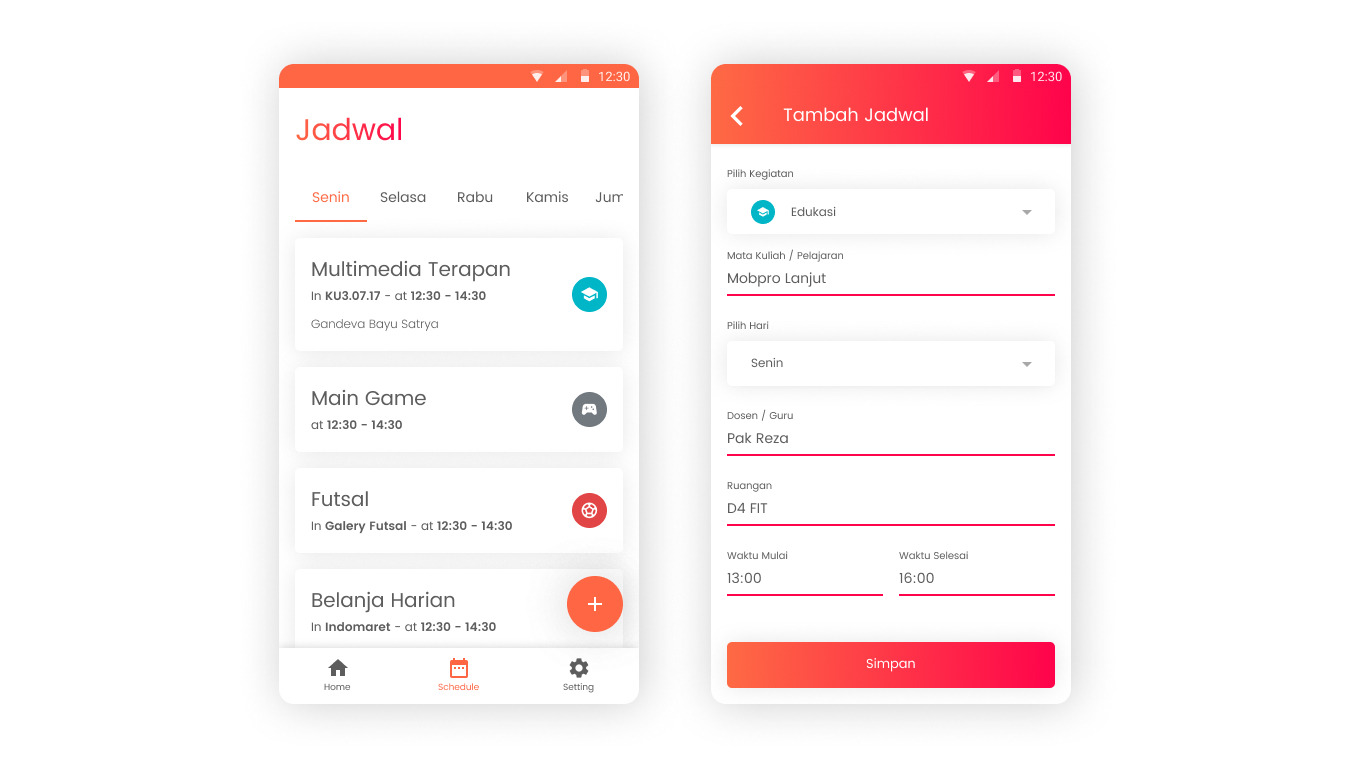 12:30
Jadwal
Senin Selasa Rabu Kamis Jum
Multimedia Terapan
In KU3.07.17 - at 12:30 - 14:30
Gandeva Bayu Satrya
Main Game
at 12:30 - 14:30
Futsal
In Galery Futsal - at 12:30 - 14:30
Belanja Harian
In Indomaret - at 12:30 - 14:30
Home Schedule Setting
12:30
Tambah Jadwal
Pilih Kegiatan
Edukasi
Mata Kuliah / Pelajaran
Mobpro Lanjut
Pilih Hari
Senin
Dosen / Guru
Pak Reza
Ruangan
D4 FIT
Waktu Mulai Waktu Selesai
13:00 16:00
Simpan